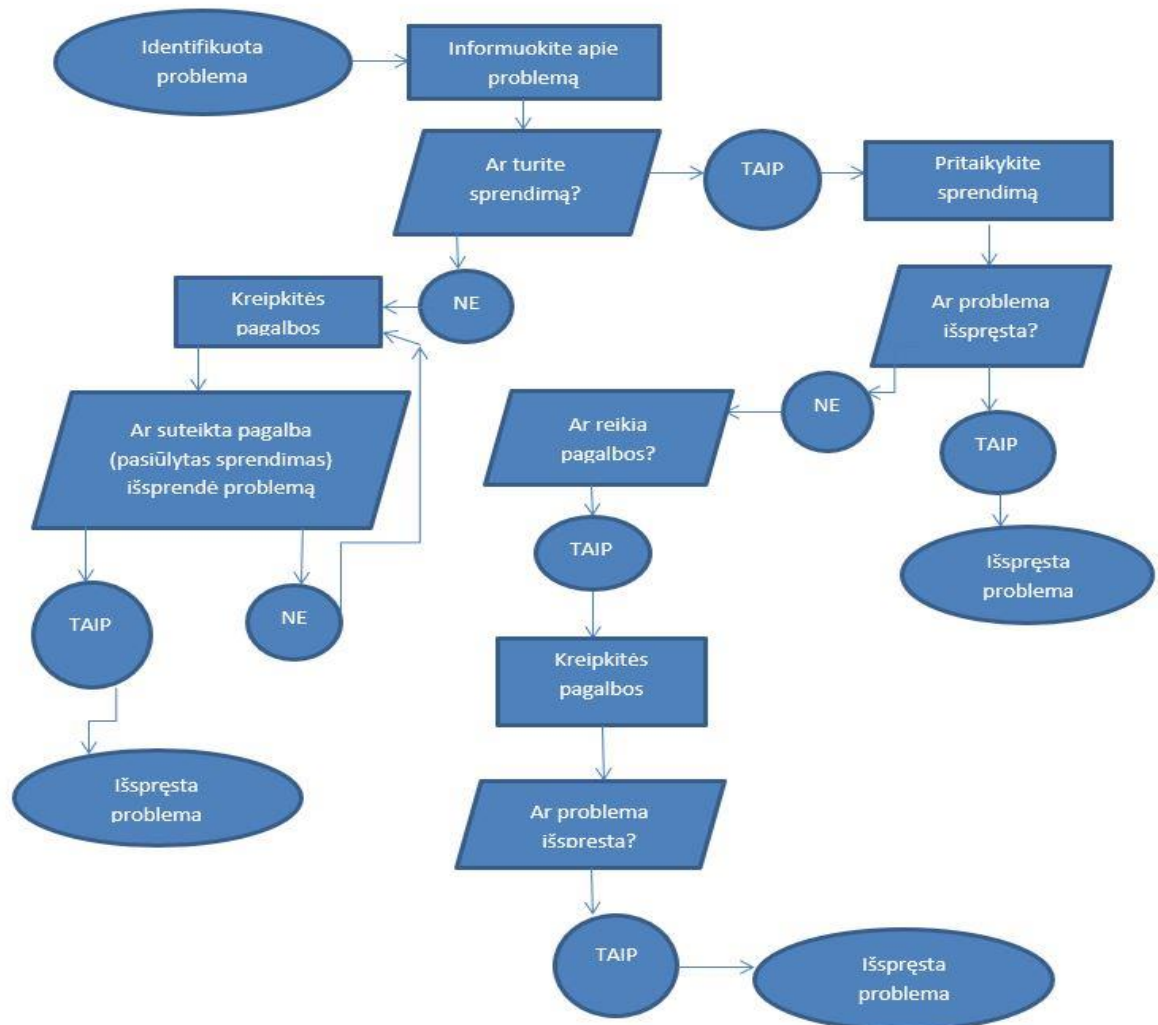 Identifikuota
problema
Informuokite apie
problemą
Ar turite
sprendimą?
TAIP
Pritaikykite
sprendimą
Kreipkitės
pagalbos
NE
Ar problema
išspręsta?
Ar suteikta pagalba
(pasiūlytas sprendimas)
išsprendė problemą
Ar reikia
pagalbos?
NE
TAIP
TAIP
Išspręsta
problema
TAIP
NE
Kreipkitės
pagalbos
Išspręsta
problema
Ar problema
išspręsta?
TAIP
Išspręsta
problema